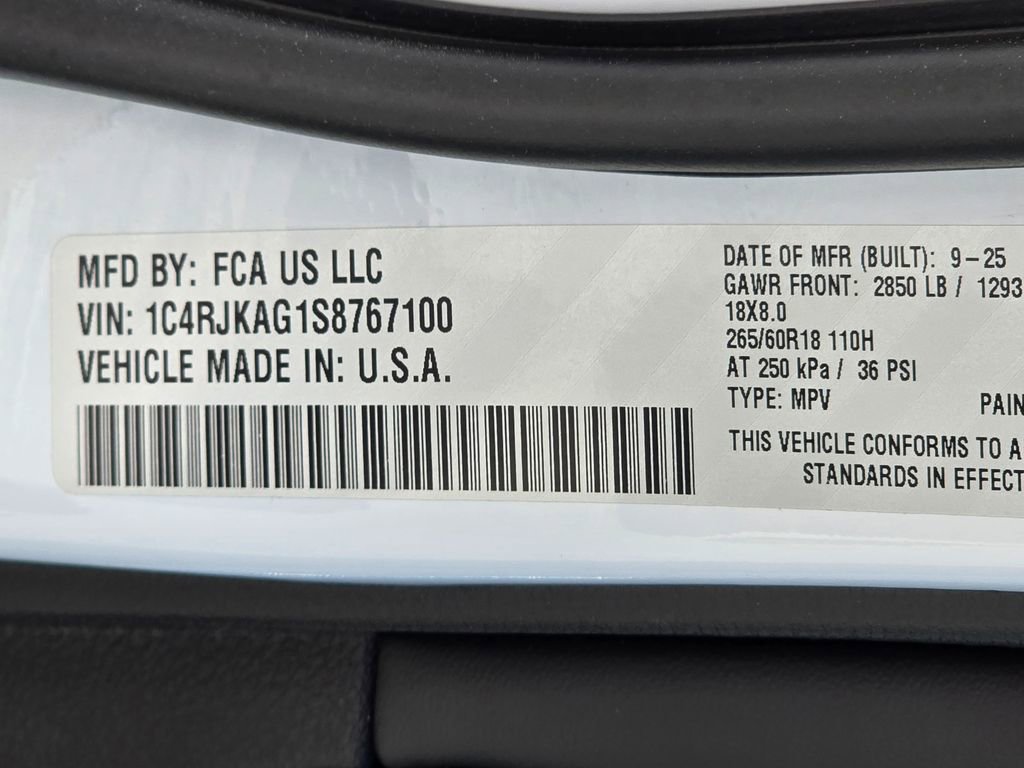 MFD BY: FCA US LLC
VIN: 1C4RJKAG1S8767100
VEHICLE MADE IN: U.S.A.
DATE OF MFR (BUILT): 9-25
GAWR FRONT: 2850 LB / 1293
18X8.0
265/60R18 110H
AT 250 kPa / 36 PSI
TYPE: MPV PAIN
THIS VEHICLE CONFORMS TO A
STANDARDS IN EFFECT